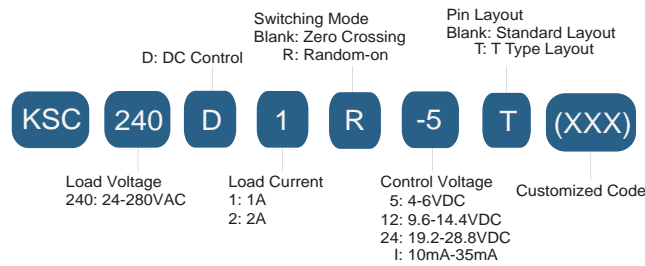 Switching Mode
Blank: Zero Crossing
R: Random-on
Pin Layout
Blank: Standard Layout
T: T Type Layout
D: DC Control
KSC 240 D 1 R -5 T (XXX)
Load Voltage
240: 24-280VAC
Load Current
1: 1A
2: 2A
Control Voltage
5: 4-6VDC
12: 9.6-14.4VDC
24: 19.2-28.8VDC
I: 10mA-35mA
Customized Code